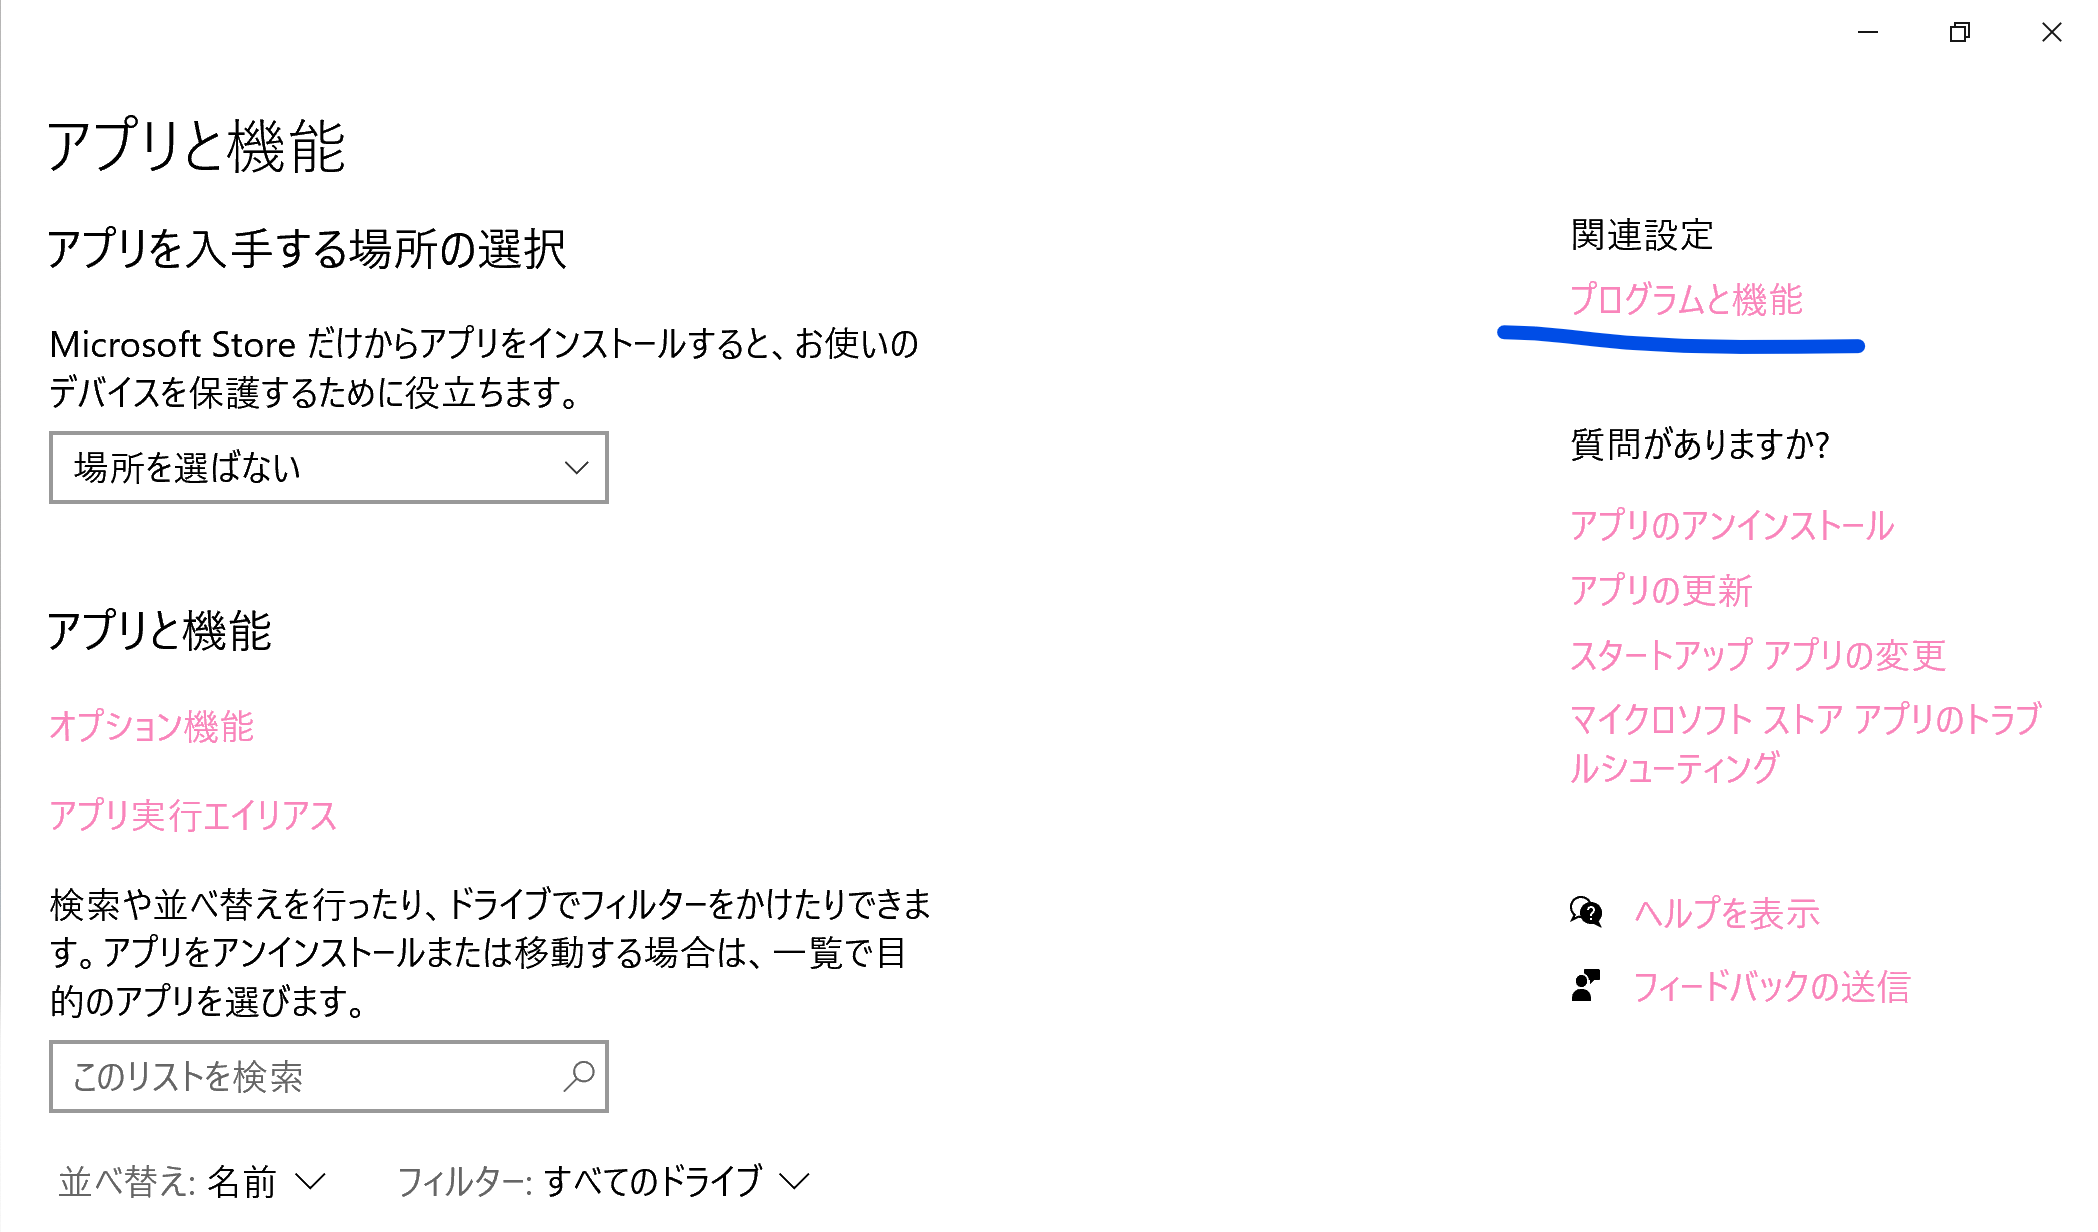 アプリと機能
アプリを入手する場所の選択
Microsoft Store だけからアプリをインストールすると、お使いの
デバイスを保護するために役立ちます。
場所を選ばない
アプリと機能
オプション機能
アプリ実行エイリアス
検索や並べ替えを行ったり、ドライブでフィルターをかけたりできま
す。アプリをアンインストールまたは移動する場合は、一覧で目
的のアプリを選びます。
このリストを検索
並べ替え: 名前 フィルター: すべてのドライブ
関連設定
プログラムと機能
質問がありますか?
アプリのアンインストール
アプリの更新
スタートアップ アプリの変更
マイクロソフト ストア アプリのトラブ
ルシューティング
ヘルプを表示
フィードバックの送信